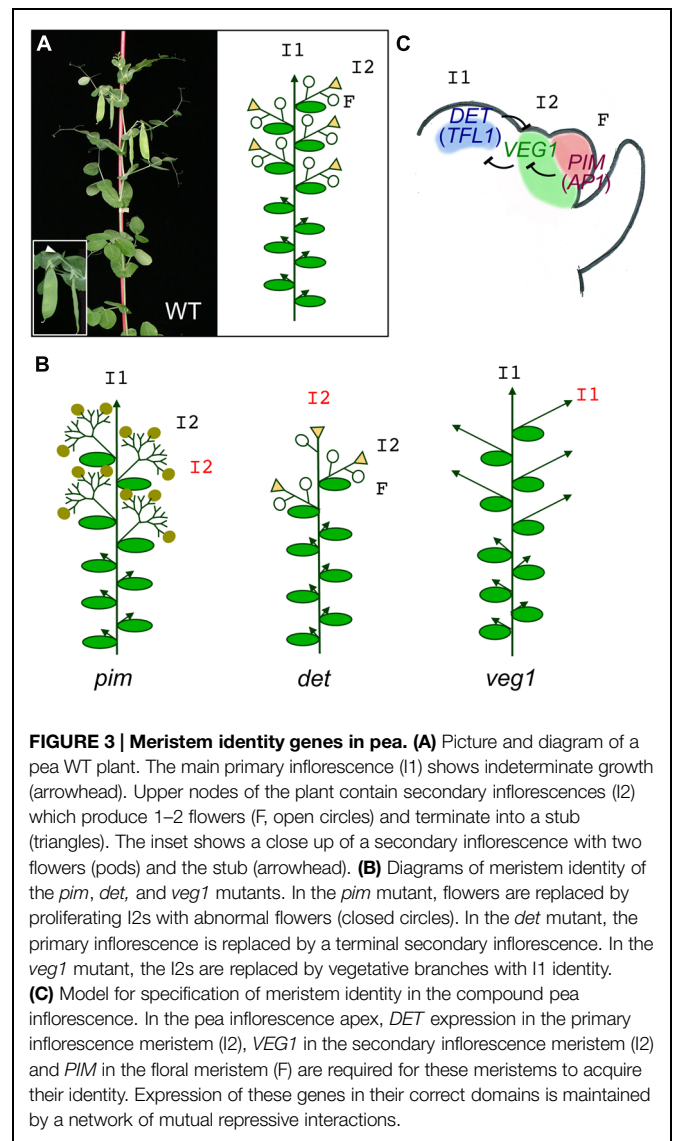 A
I1
I2
F
WT
C
I1
I2
F
DET
(TFL1)
VEG1
PIM
(AP1)
B
I1
I2
I2
pim
I2
I2
F
det
I1
I1
veg1
FIGURE 3 | Meristem identity genes in pea. (A) Picture and diagram of a
pea WT plant. The main primary inflorescence (I1) shows indeterminate growth
(arrowhead). Upper nodes of the plant contain secondary inflorescences (I2)
which produce 1–2 flowers (F, open circles) and terminate into a stub
(triangles). The inset shows a close up of a secondary inflorescence with two
flowers (pods) and the stub (arrowhead). (B) Diagrams of meristem identity of
the pim, det, and veg1 mutants. In the pim mutant, flowers are replaced by
proliferating I2s with abnormal flowers (closed circles). In the det mutant, the
primary inflorescence is replaced by a terminal secondary inflorescence. In the
veg1 mutant, the I2s are replaced by vegetative branches with I1 identity.
(C) Model for specification of meristem identity in the compound pea
inflorescence. In the pea inflorescence apex, DET expression in the primary
inflorescence meristem (I2), VEG1 in the secondary inflorescence meristem (I2)
and PIM in the floral meristem (F) are required for these meristems to acquire
their identity. Expression of these genes in their correct domains is maintained
by a network of mutual repressive interactions.